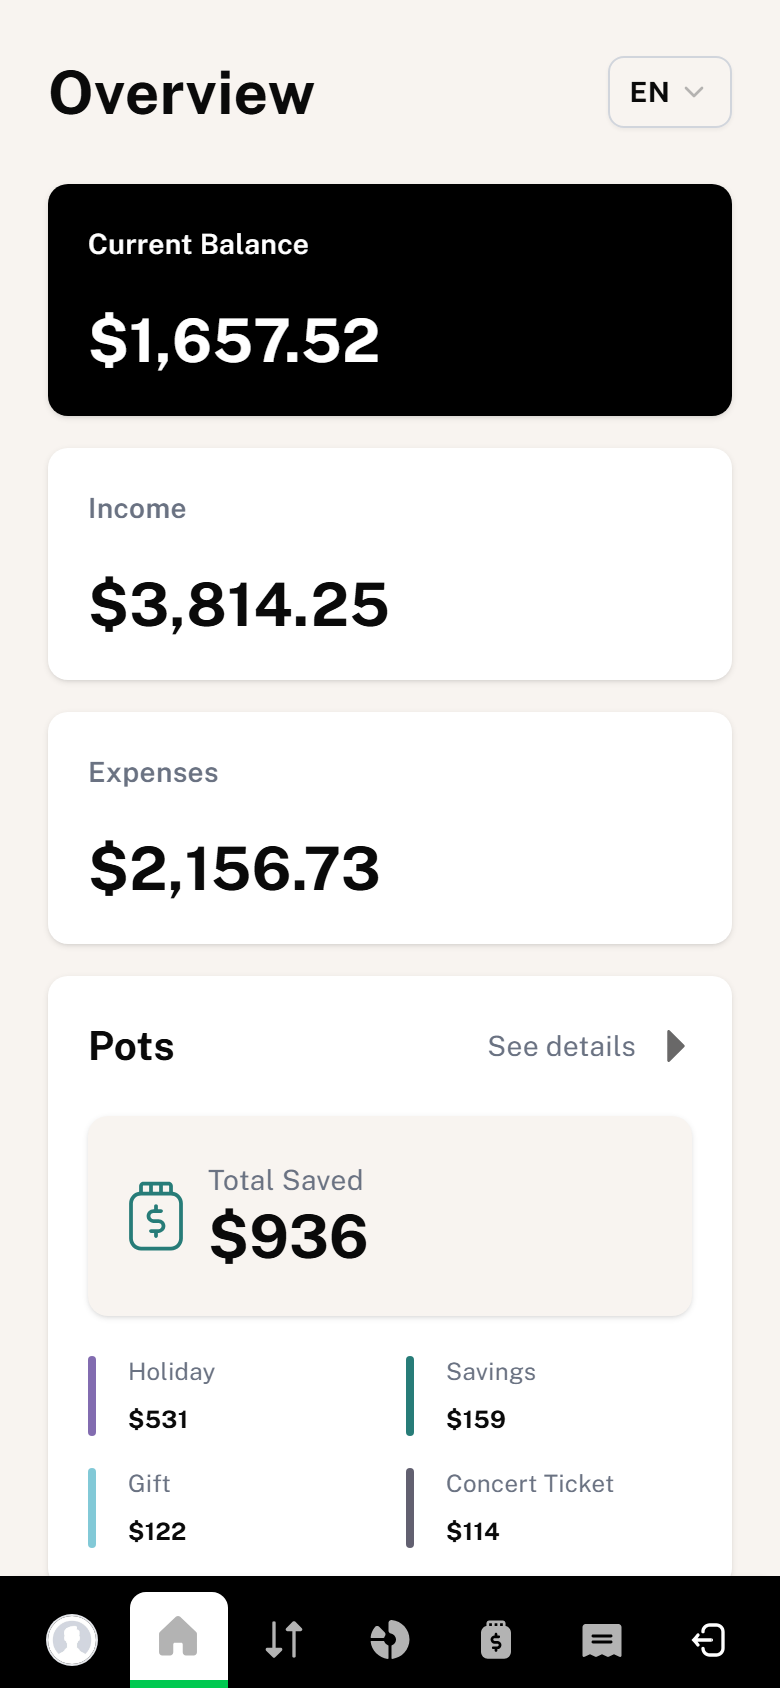 Overview
EN
Current Balance
$1,657.52
Income
$3,814.25
Expenses
$2,156.73
Pots
See details
$
Total Saved
$936
Holiday
$531
Savings
$159
Gift
$122
Concert Ticket
$114
$